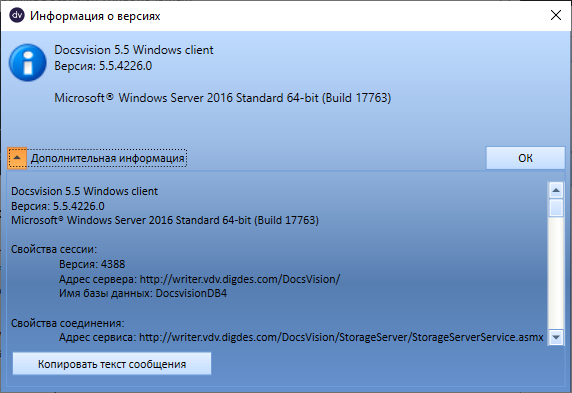 dv Информация о версиях
Docsvision 5.5 Windows client
Версия: 5.5.4226.0
Microsoft® Windows Server 2016 Standard 64-bit (Build 17763)
Дополнительная информация
ОК
Docsvision 5.5 Windows client
Версия: 5.5.4226.0
Microsoft® Windows Server 2016 Standard 64-bit (Build 17763)
Свойства сессии:
Версия: 4388
Адрес сервера: http://writer.vdv.digdes.com/DocsVision/
Имя базы данных: DocsvisionDB4
Свойства соединения:
Адрес сервиса: http://writer.vdv.digdes.com/DocsVision/StorageServer/StorageServerService.asmx
Копировать текст сообщения